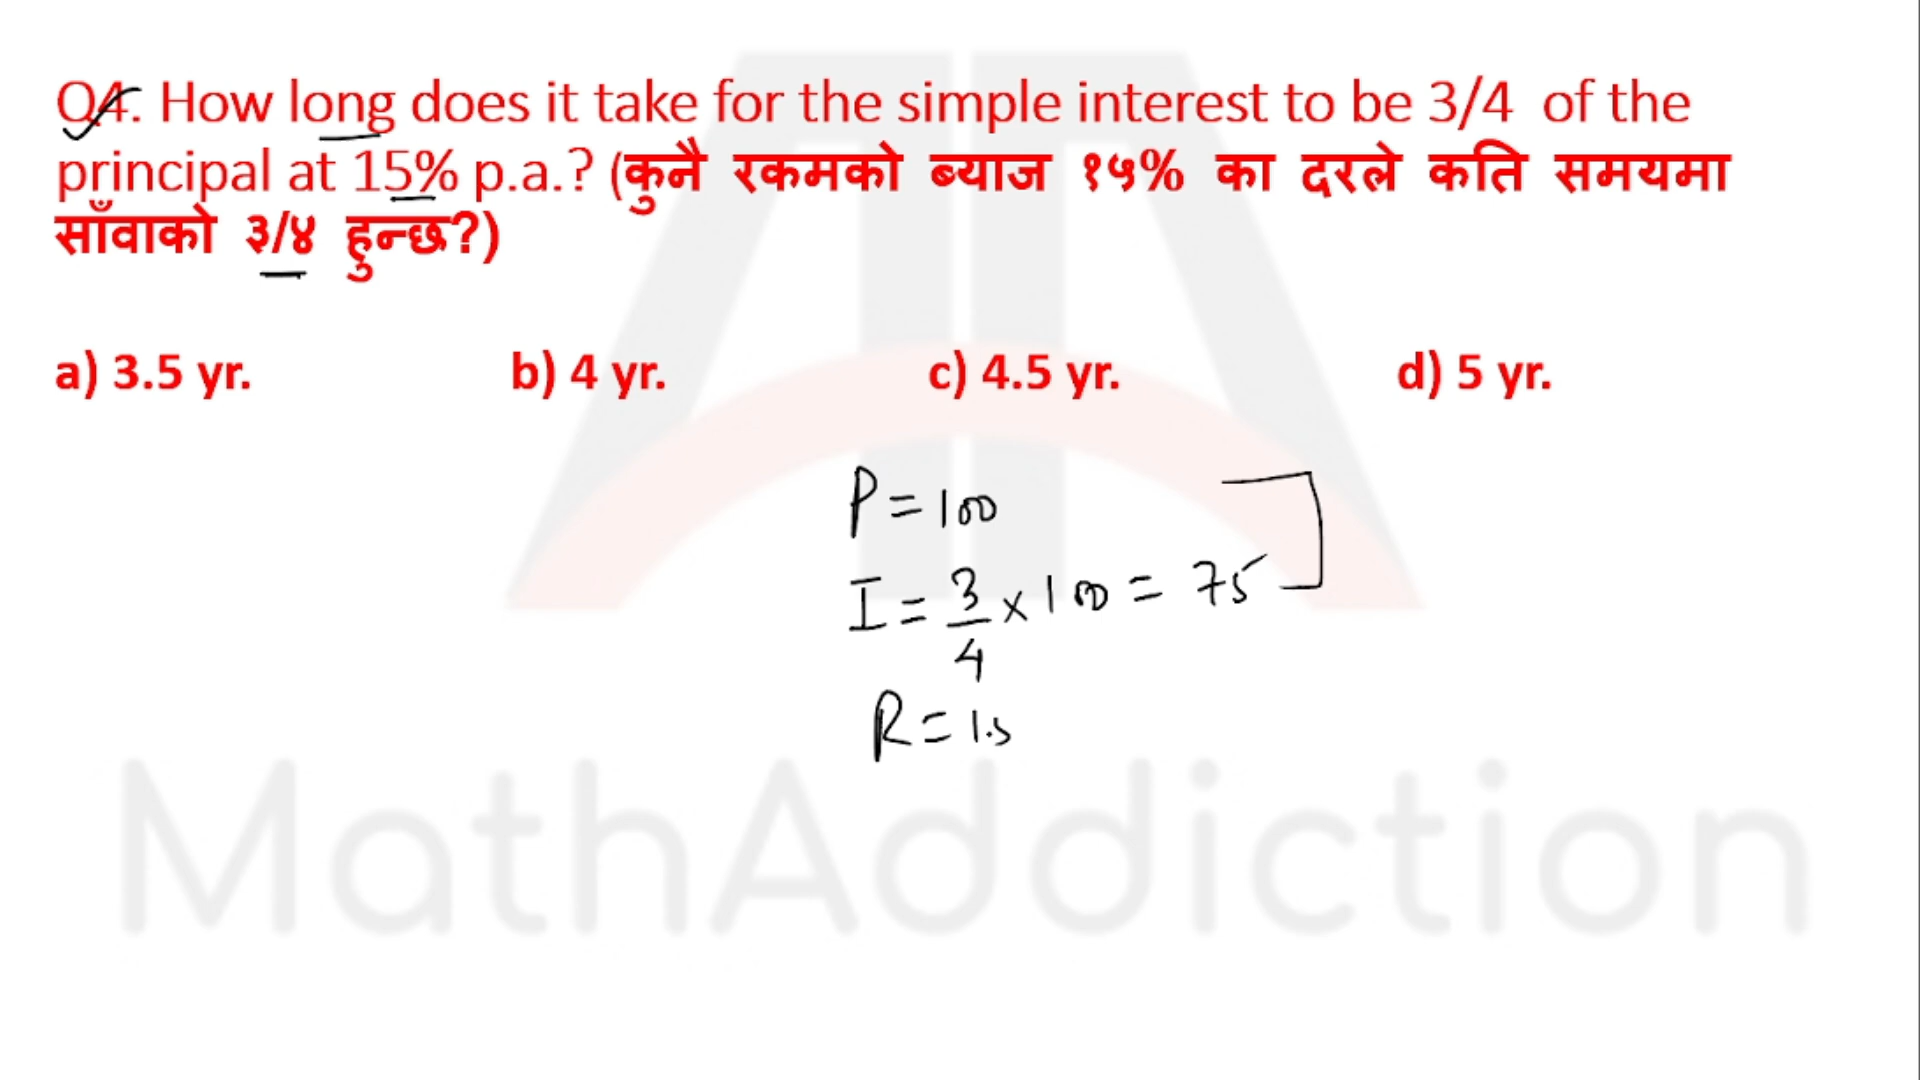 Q4. How long does it take for the simple interest to be 3/4 of the
principal at 15% p.a.? (कुनै रकमको ब्याज १५% का दरले कति समयमा
साँवाको ३/४ हुन्छ?)
a) 3.5 yr. b) 4 yr. c) 4.5 yr. d) 5 yr.
P = 100
I = 3/4 × 100 = 75
R = 15
MathAddiction